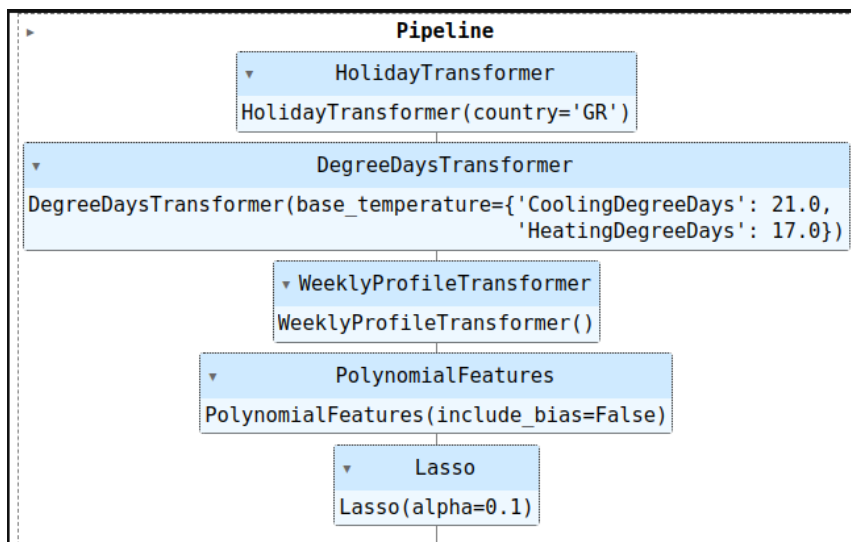 Pipeline
HolidayTransformer
HolidayTransformer(country='GR')
DegreeDaysTransformer
DegreeDaysTransformer(base_temperature={'CoolingDegreeDays': 21.0,
'HeatingDegreeDays': 17.0})
WeeklyProfileTransformer
WeeklyProfileTransformer()
PolynomialFeatures
PolynomialFeatures(include_bias=False)
Lasso
Lasso(alpha=0.1)